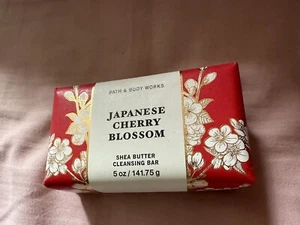 BATH & BODY WORKS
JAPANESE
CHERRY
BLOSSOM
SHEA BUTTER
CLEANSING BAR
5 oz / 141.75 g